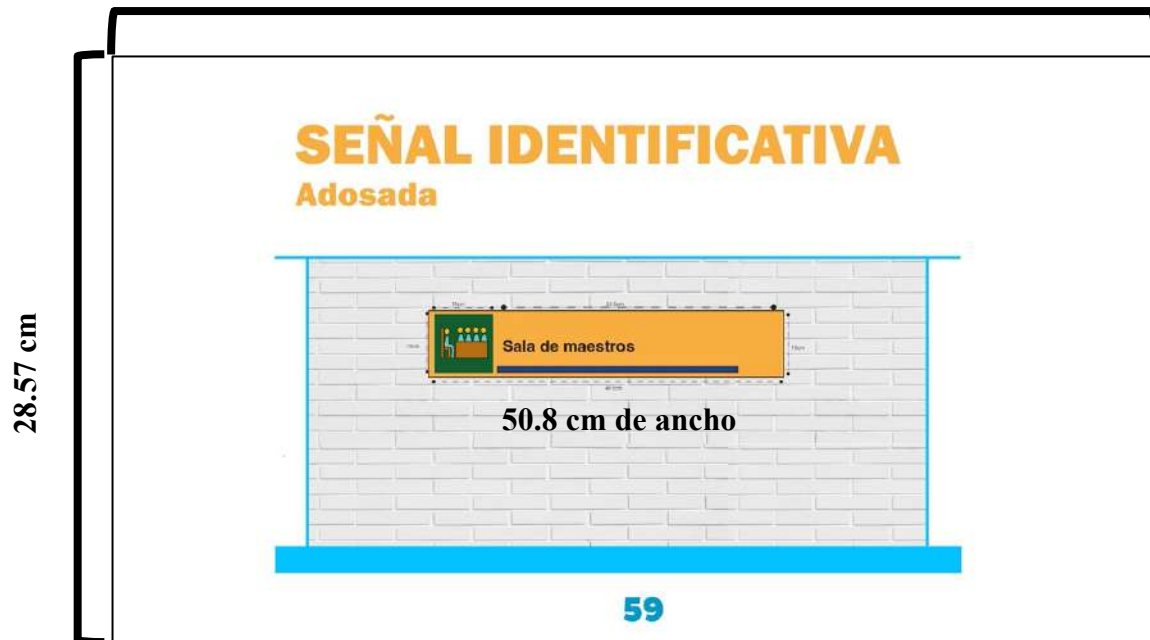 SEÑAL IDENTIFICATIVA
Adosada
Sala de maestros
50.8 cm de ancho
28.57 cm
59